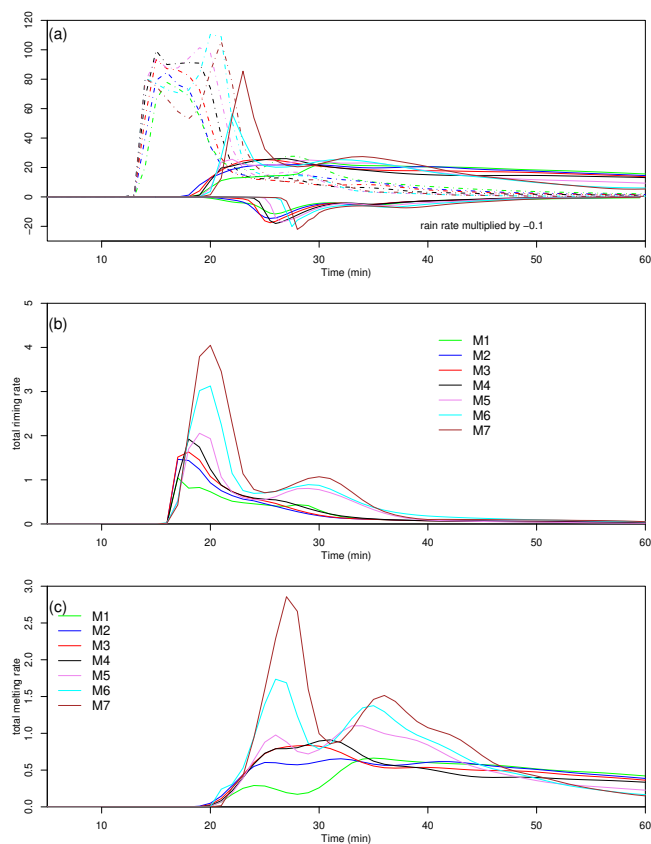 (a)
−20 0 20 40 60 80 100 120
rain rate multiplied by −0.1
10 20 30 40 50 60
Time (min)
(b)
total riming rate
0 1 2 3 4 5
M1
M2
M3
M4
M5
M6
M7
10 20 30 40 50 60
Time (min)
(c)
total melting rate
0.0 0.5 1.0 1.5 2.0 2.5 3.0
M1
M2
M3
M4
M5
M6
M7
10 20 30 40 50 60
Time (min)